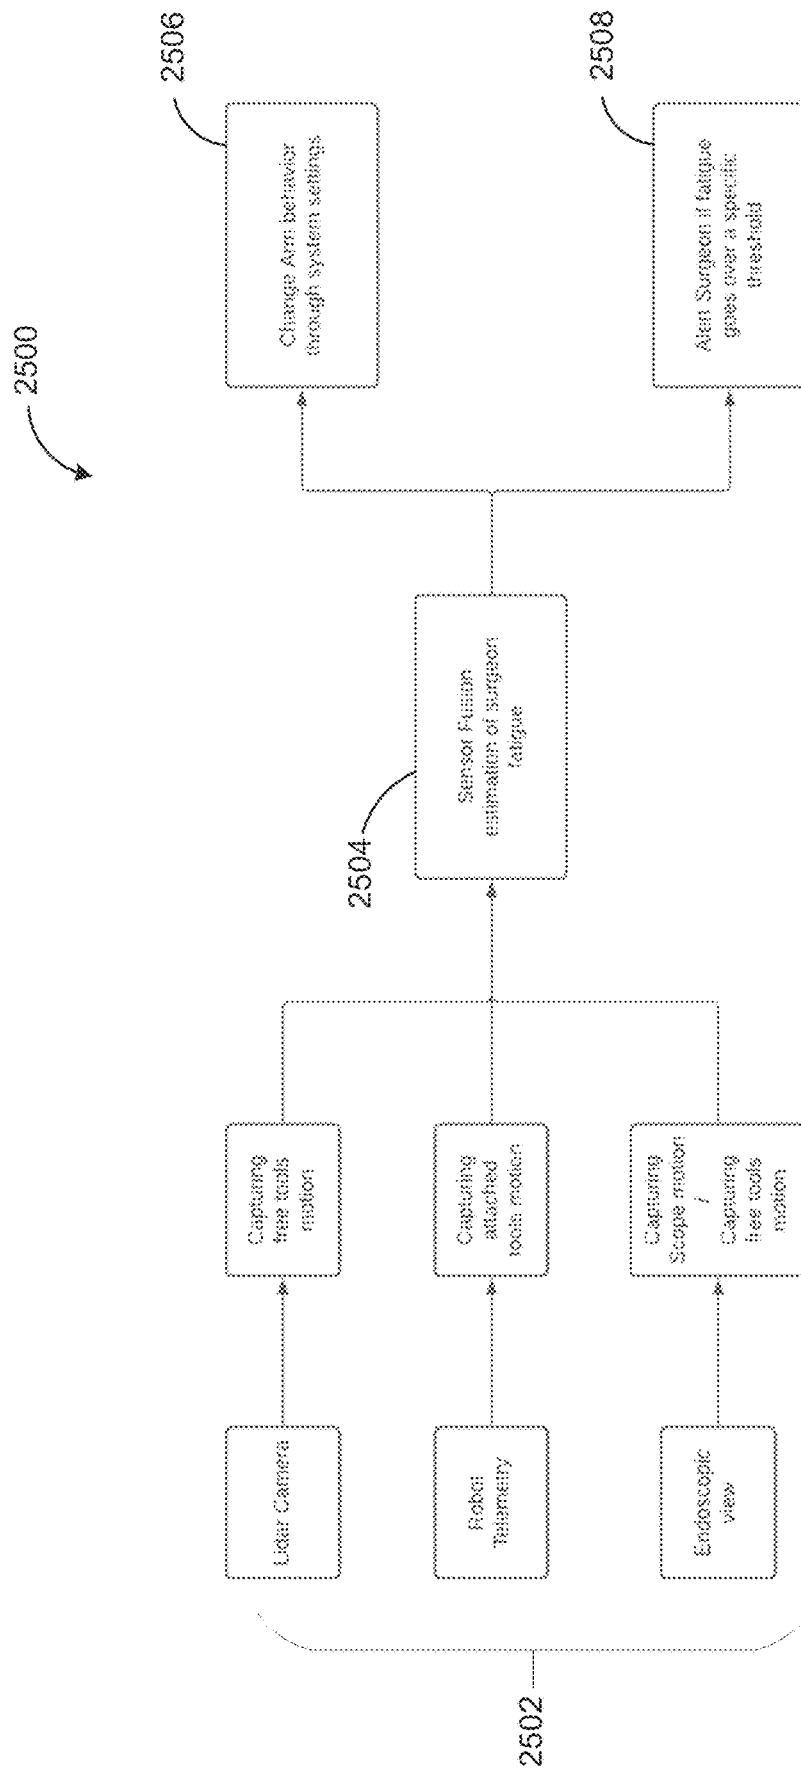 2500
2502
Lidar Camera
Robot
Telemetry
Endoscopic
view
Capturing
free tools
motion
Capturing
attached
tools motion
Capturing
Scope motion
/
Capturing
free tools
motion
2504
Sensor Fusion
estimation of surgeon
fatigue
2506
Change Arm behavior
through system settings
2508
Alert Surgeon if fatigue
goes over a specific
threshold